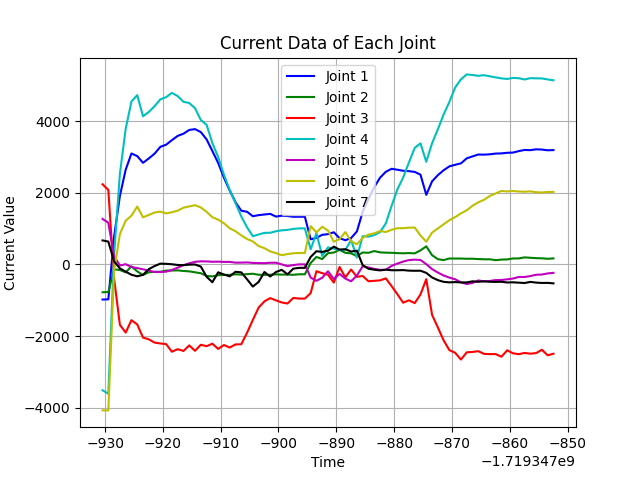 Current Data of Each Joint
Joint 1
Joint 2
Joint 3
Joint 4
Joint 5
Joint 6
Joint 7
Current Value
4000
2000
0
−2000
−4000
−930 −920 −910 −900 −890 −880 −870 −860 −850
Time
−1.719347e9